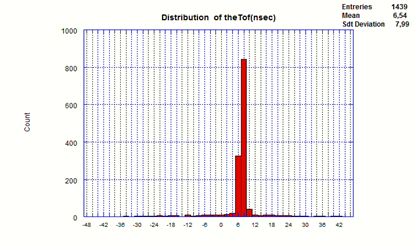 Entreries 1439
Mean 6,54
Sdt Deviation 7,99
Distribution of theTof(nsec)
1000
800
600
400
200
0
Count
-48 -42 -36 -30 -24 -18 -12 -6 0 6 12 18 24 30 36 42